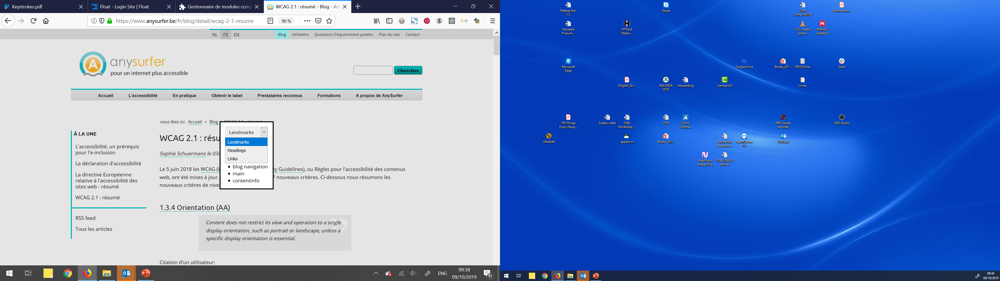 Keystrokes.pdf
Float - Login Site | Float
Gestionnaire de modules comp
WCAG 2.1 : résumé - Blog - An
https://www.anysurfer.be/fr/blog/detail/wcag-2-1-resume
90 %
NL FR EN
Blog Infolettre Questions fréquemment posées Plan du site Contact
anysurfer
pour un internet plus accessible
Chercher
Accueil L'accessibilité En pratique Obtenir le label Prestataires reconnus Formations A propos de AnySurfer
vous êtes ici: Accueil > Blog
À LA UNE
L'accessibilité, un prérequis
pour l'e-inclusion
La déclaration d'accessibilité
La directive Européenne
relative à l'accessibilité des
sites web - résumé
WCAG 2.1 : résumé
RSS feed
Tous les articles
WCAG 2.1 : résu
Sophie Schuermans le 03/
Le 5 juin 2018 les WCAG (
ty Guidelines), ou Règles pour l'accessibilité des contenus
web, ont été mises à jour.
7 nouveaux critères. Ci-dessous nous résumons les
nouveaux critères de nive
Landmarks
Landmarks
Headings
Links
blog navigation
main
contentinfo
1.3.4 Orientation (AA)
Content does not restrict its view and operation to a single
display orientation, such as portrait or landscape, unless a
specific display orientation is essential.
Citation d'un utilisateur:
ENG
09:38
09/10/2019
11
Treetop Nov
13
Skype
ONE
Gima_190108
Brainstorm...
Tractebel
Prosum...
HTTrack
Websi...
VLC media
player
XMind 8
Update 8
Microsoft
Edge
Google Drive
Books_201...
PROXYone
Slack
Wigdor_Wi...
MAXQDA
2018
Interparking
Camtasia 9
Livres
100 Things
Every Desig...
Sodexo stats
ONE
Workshop ...
STIB
Colour
Contra...
MP3 Skype
recorder
OBS Studio
UltraEdit
appear.in
Books_201...
Formation
Faceboo...
TeamViewer
13
Outlook
WebPconv
Webp-Png
ONE LINK 26
février
09:38
09/10/2019